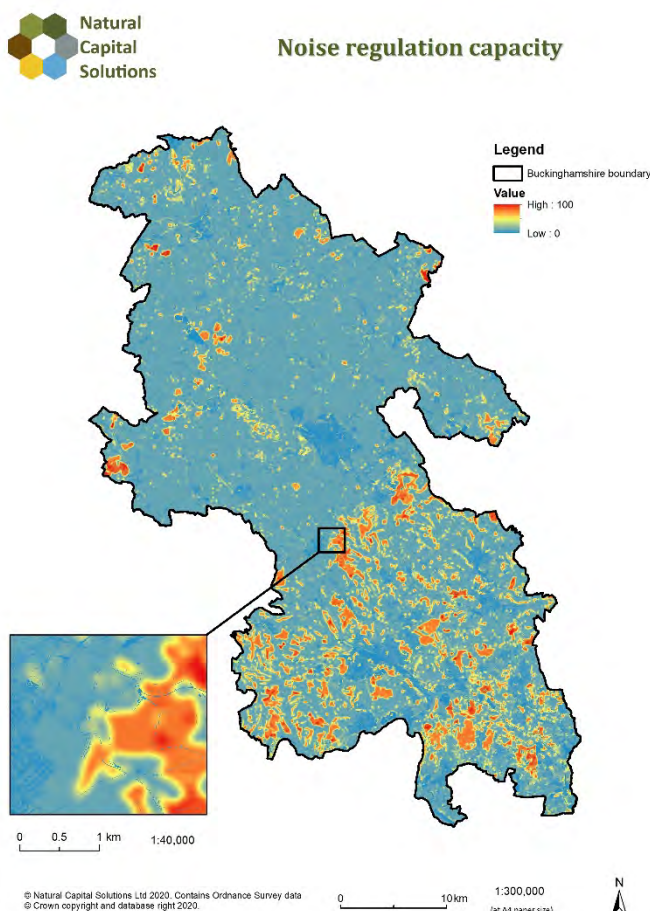 Natural
Capital
Solutions
Noise regulation capacity
Legend
Buckinghamshire boundary
Value
High : 100
Low : 0
0 0.5 1 km 1:40,000
© Natural Capital Solutions Ltd 2020. Contains Ordnance Survey data
© Crown copyright and database right 2020.
0 10km
1:300,000
(at A4 paper size)
N